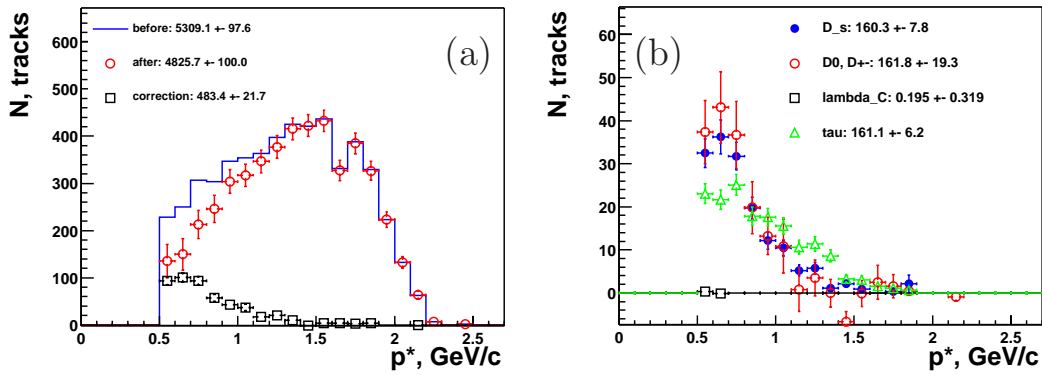 N, tracks
600
500
400
300
200
100
0
before: 5309.1 +- 97.6
after: 4825.7 +- 100.0
correction: 483.4 +- 21.7
(a)
0 0.5 1 1.5 2 2.5
p*, GeV/c
N, tracks
60
50
40
30
20
10
0
(b)
D_s: 160.3 +- 7.8
D0, D+-: 161.8 +- 19.3
lambda_C: 0.195 +- 0.319
tau: 161.1 +- 6.2
0 0.5 1 1.5 2 2.5
p*, GeV/c